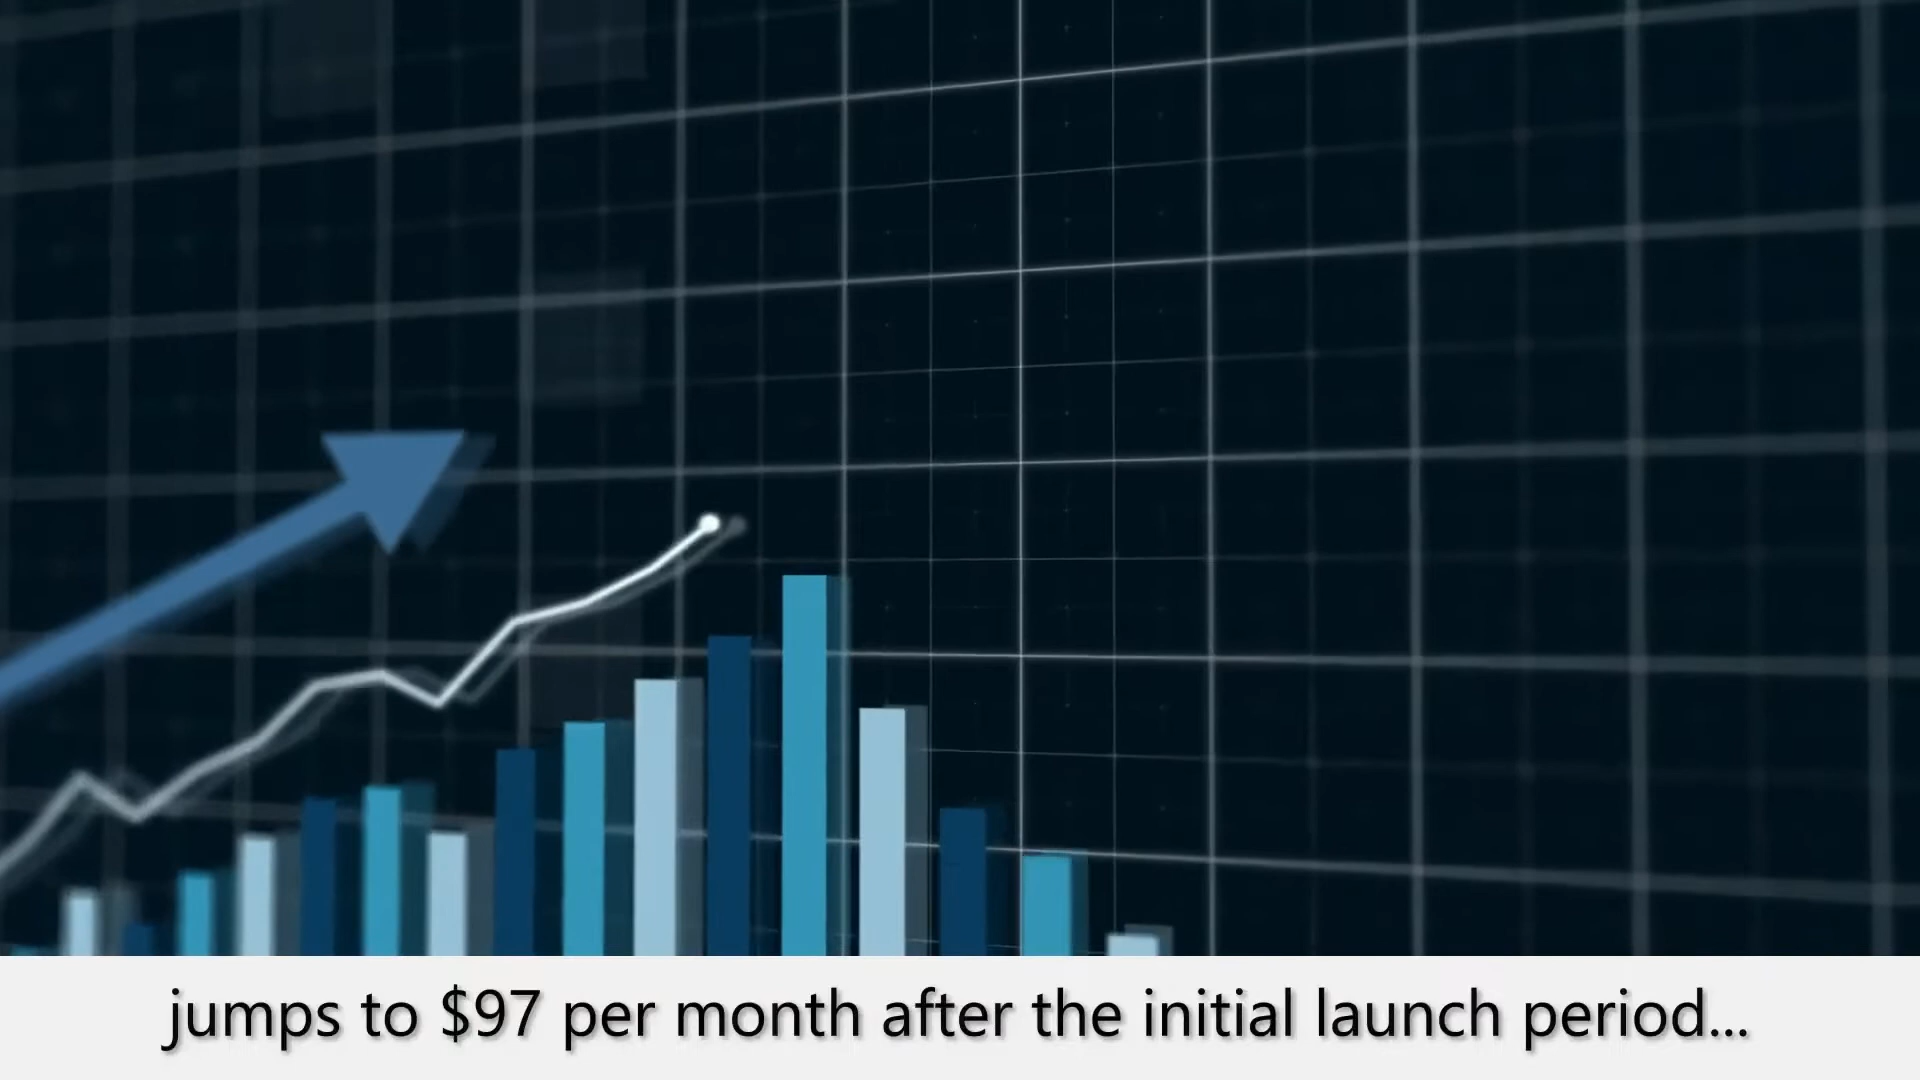 jumps to $97 per month after the initial launch period...